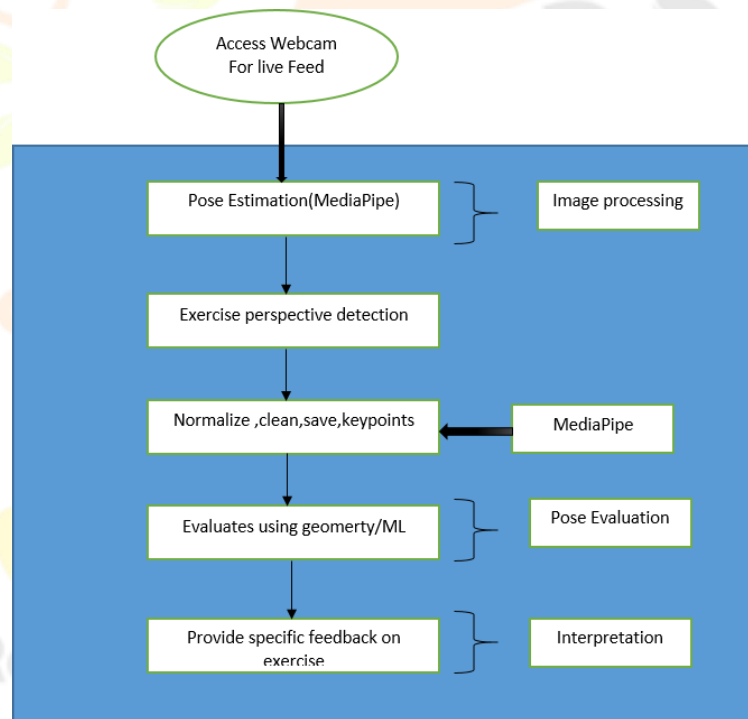 Access Webcam
For live Feed
Pose Estimation(MediaPipe)
Image processing
Exercise perspective detection
Normalize ,clean,save,keypoints
MediaPipe
Evaluates using geomerty/ML
Pose Evaluation
Provide specific feedback on
exercise
Interpretation